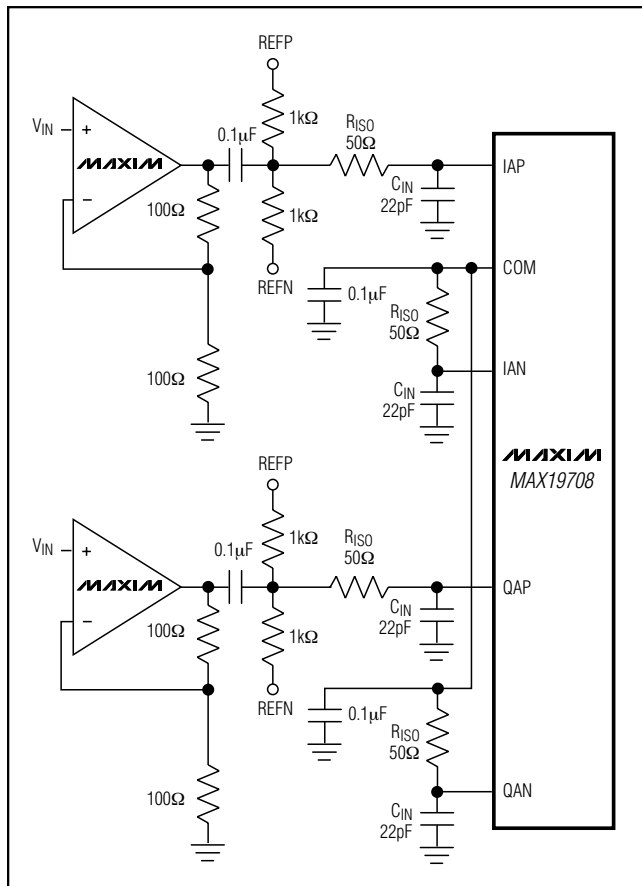 REFP
VIN
+
MAXIM
−
0.1µF
1kΩ
RISO
50Ω
IAP
CIN
22pF
100Ω
1kΩ
REFN
COM
0.1µF
RISO
50Ω
IAN
100Ω
CIN
22pF
MAXIM
MAX19708
REFP
VIN
+
MAXIM
−
0.1µF
1kΩ
RISO
50Ω
QAP
CIN
22pF
100Ω
1kΩ
REFN
0.1µF
RISO
50Ω
100Ω
QAN
CIN
22pF